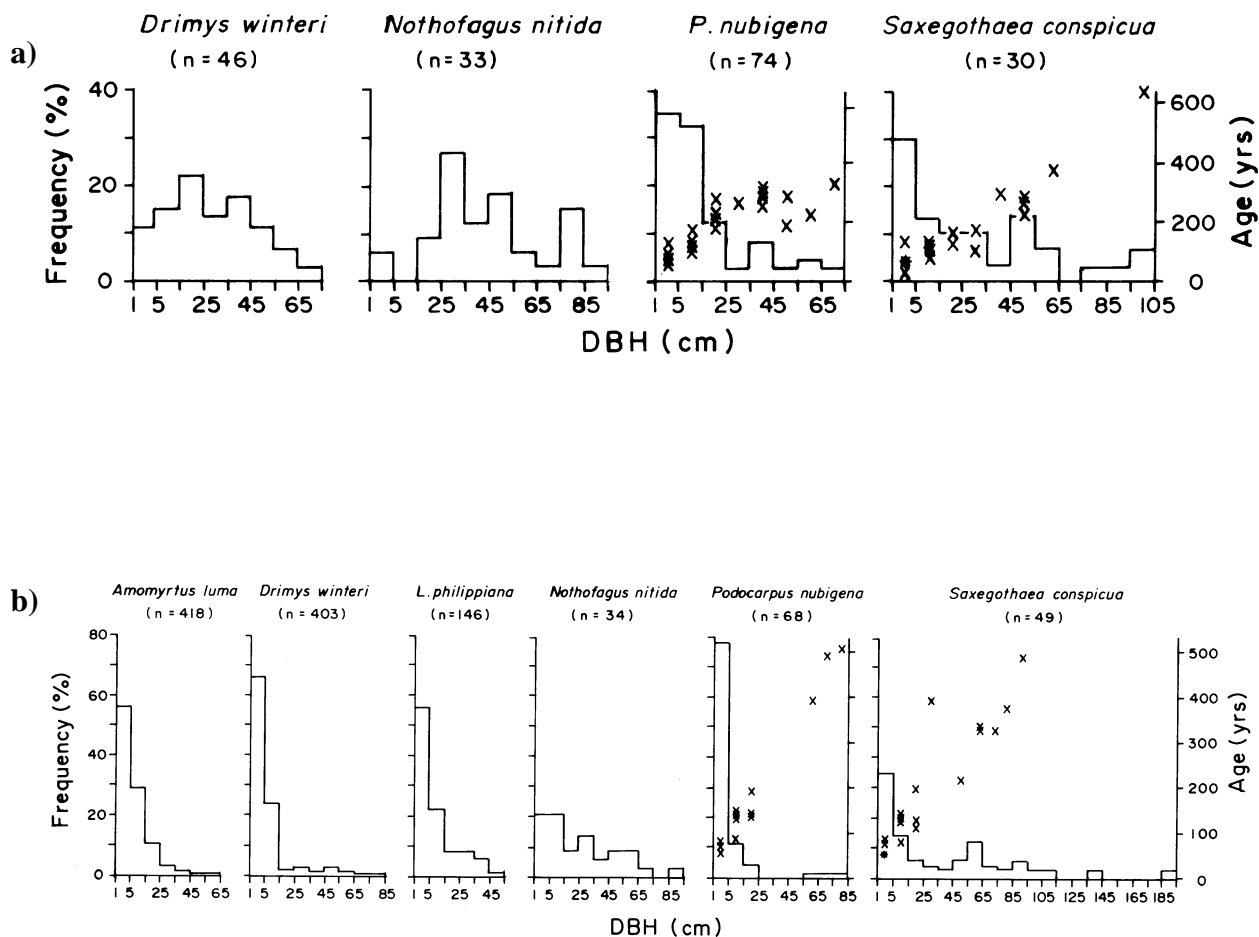 a)
Drimys winteri Nothofagus nitida P. nubigena Saxegothaea conspicua
(n=46) (n=33) (n=74) (n=30)
Frequency (%)
40
20
0
600
400
200
0
Age (yrs)
1 5 25 45 65 1 5 25 45 65 85 1 5 25 45 65 1 5 25 45 65 85 105
DBH (cm)
b)
Amomyrtus luma Drimys winteri L. philippiana Nothofagus nitida Podocarpus nubigena Saxegothaea conspicua
(n=418) (n=403) (n=146) (n=34) (n=68) (n=49)
Frequency (%)
80
60
40
20
0
500
400
300
200
100
0
Age (yrs)
1 5 25 45 65 1 5 25 45 65 85 1 5 25 45 1 5 25 45 65 85 1 5 25 45 65 85 1 5 25 45 65 85 105 125 145 165 185
DBH (cm)